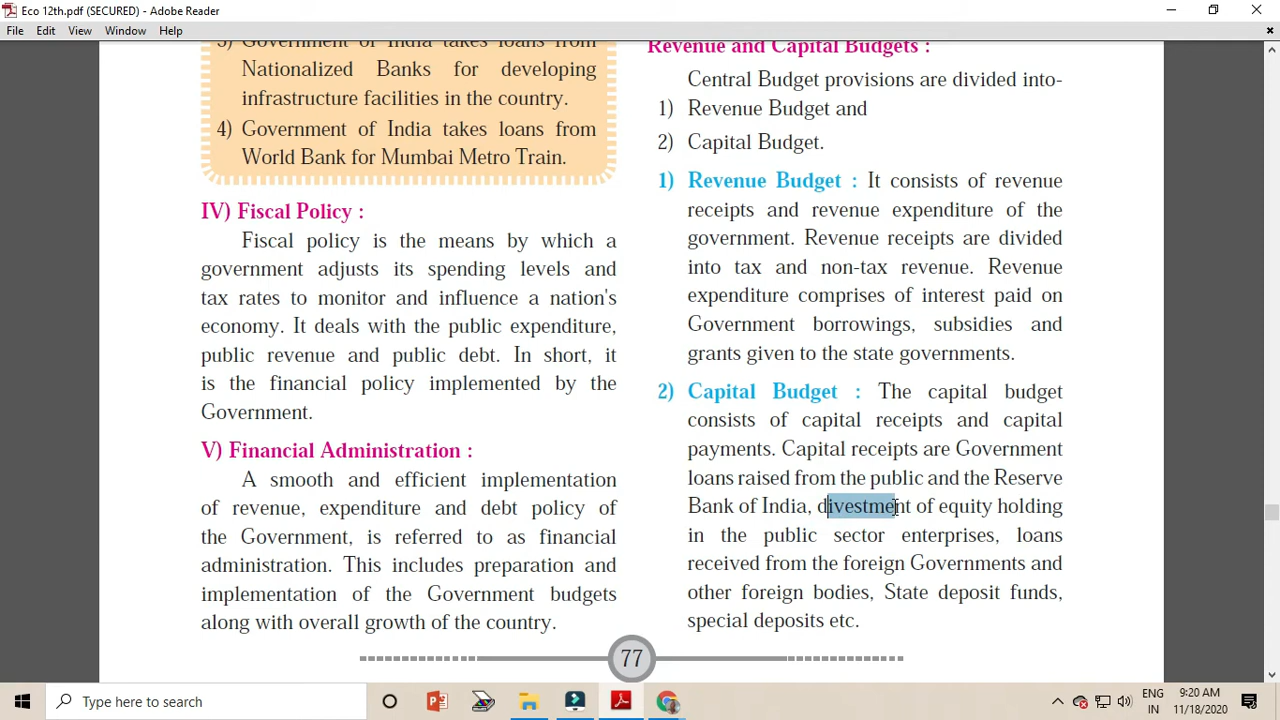 Eco 12th.pdf (SECURED) - Adobe Reader
File Edit View Window Help
3) Government of India takes loans from
Nationalized Banks for developing
infrastructure facilities in the country.
4) Government of India takes loans from
World Bank for Mumbai Metro Train.
IV) Fiscal Policy :
Fiscal policy is the means by which a
government adjusts its spending levels and
tax rates to monitor and influence a nation's
economy. It deals with the public expenditure,
public revenue and public debt. In short, it
is the financial policy implemented by the
Government.
V) Financial Administration :
A smooth and efficient implementation
of revenue, expenditure and debt policy of
the Government, is referred to as financial
administration. This includes preparation and
implementation of the Government budgets
along with overall growth of the country.
Revenue and Capital Budgets :
Central Budget provisions are divided into-
1) Revenue Budget and
2) Capital Budget.
1) Revenue Budget : It consists of revenue
receipts and revenue expenditure of the
government. Revenue receipts are divided
into tax and non-tax revenue. Revenue
expenditure comprises of interest paid on
Government borrowings, subsidies and
grants given to the state governments.
2) Capital Budget : The capital budget
consists of capital receipts and capital
payments. Capital receipts are Government
loans raised from the public and the Reserve
Bank of India, divestment of equity holding
in the public sector enterprises, loans
received from the foreign Governments and
other foreign bodies, State deposit funds,
special deposits etc.
77
Type here to search
ENG
IN
9:20 AM
11/18/2020